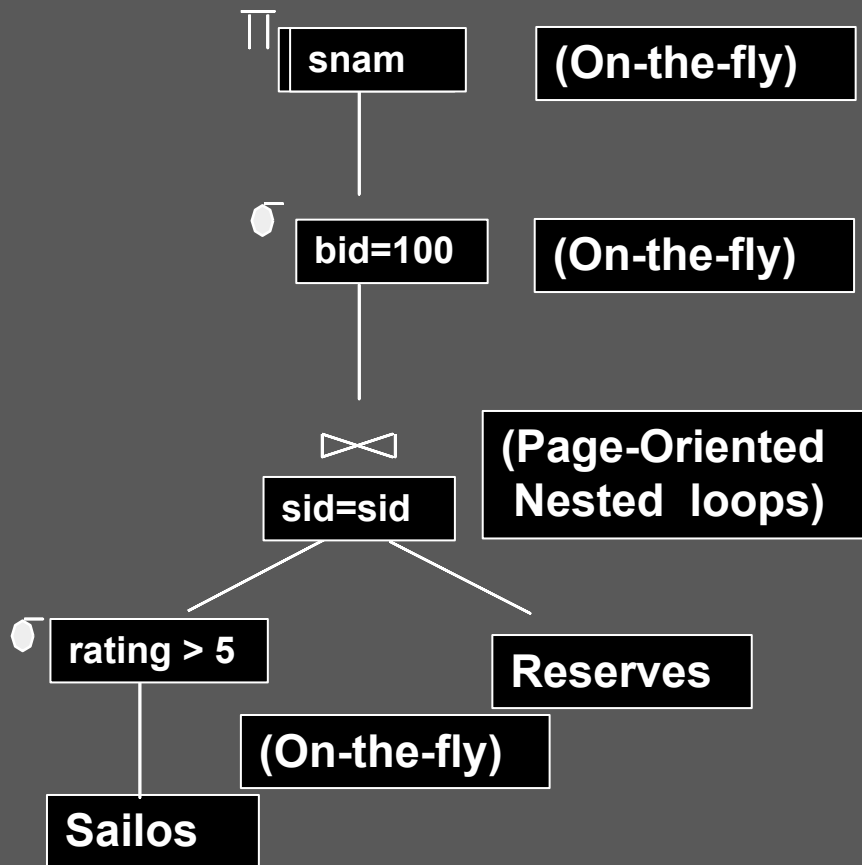 ∏ snam (On-the-fly)
σ bid=100 (On-the-fly)
⋈ sid=sid (Page-Oriented
Nested loops)
σ rating > 5
Reserves
(On-the-fly)
Sailos